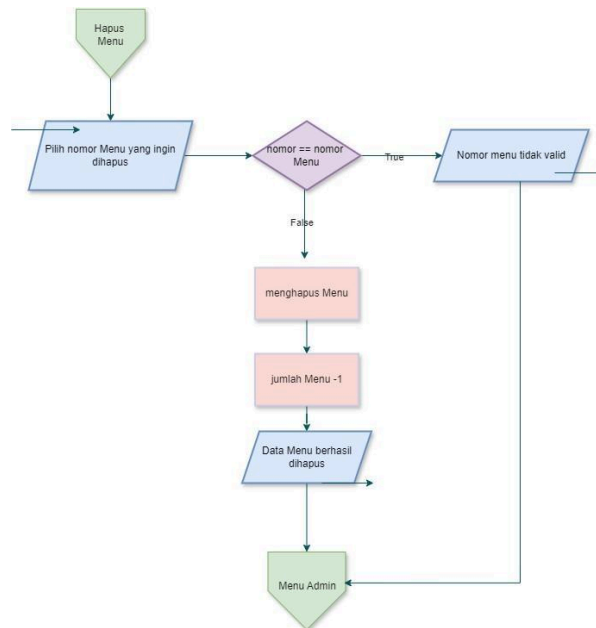 Hapus
Menu
Pilih nomor Menu yang ingin
dihapus
nomor == nomor
Menu
True
Nomor menu tidak valid
False
menghapus Menu
jumlah Menu -1
Data Menu berhasil
dihapus
Menu Admin